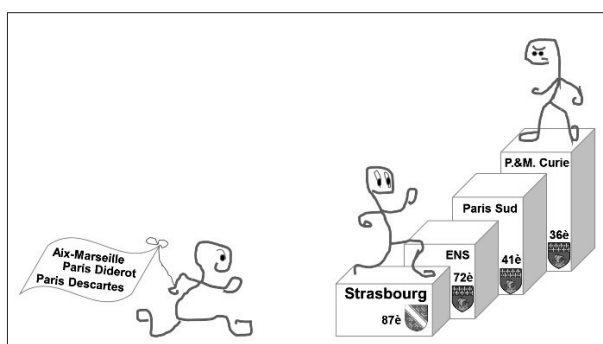 Aix-Marseille
Paris Diderot
Paris Descartes
P.&M. Curie
36è
Paris Sud
41è
ENS
72è
Strasbourg
87è